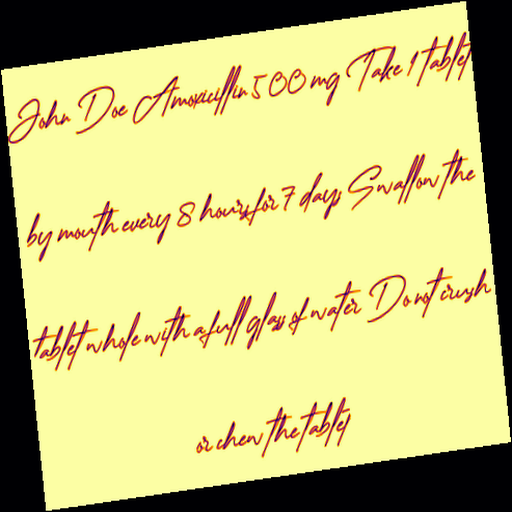 John Doe Amoxicillin 500 mg Take 1 tablet
by mouth every 8 hours for 7 days Swallow the
tablet whole with a full glass of water Do not crush
or chew the tablet